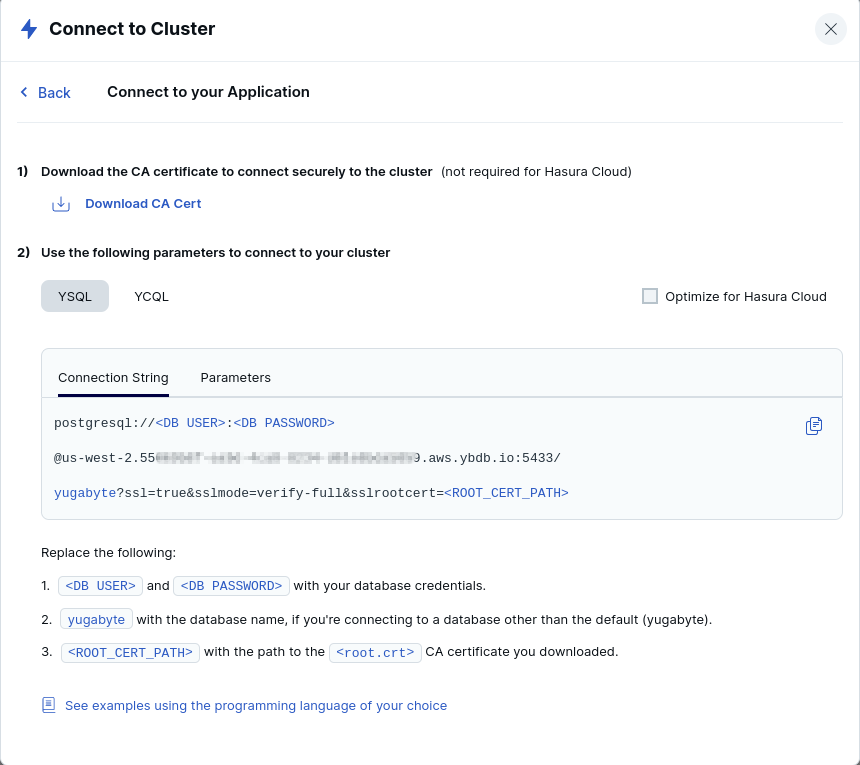 Connect to Cluster
Back
Connect to your Application
1) Download the CA certificate to connect securely to the cluster (not required for Hasura Cloud)
Download CA Cert
2) Use the following parameters to connect to your cluster
YSQL YCQL Optimize for Hasura Cloud
Connection String Parameters
postgresql://<DB USER>:<DB PASSWORD>
@us-west-2.55 9.aws.ybdb.io:5433/
yugabyte?ssl=true&sslmode=verify-full&sslrootcert=<ROOT_CERT_PATH>
Replace the following:
1. <DB USER> and <DB PASSWORD> with your database credentials.
2. yugabyte with the database name, if you're connecting to a database other than the default (yugabyte).
3. <ROOT_CERT_PATH> with the path to the <root.crt> CA certificate you downloaded.
See examples using the programming language of your choice